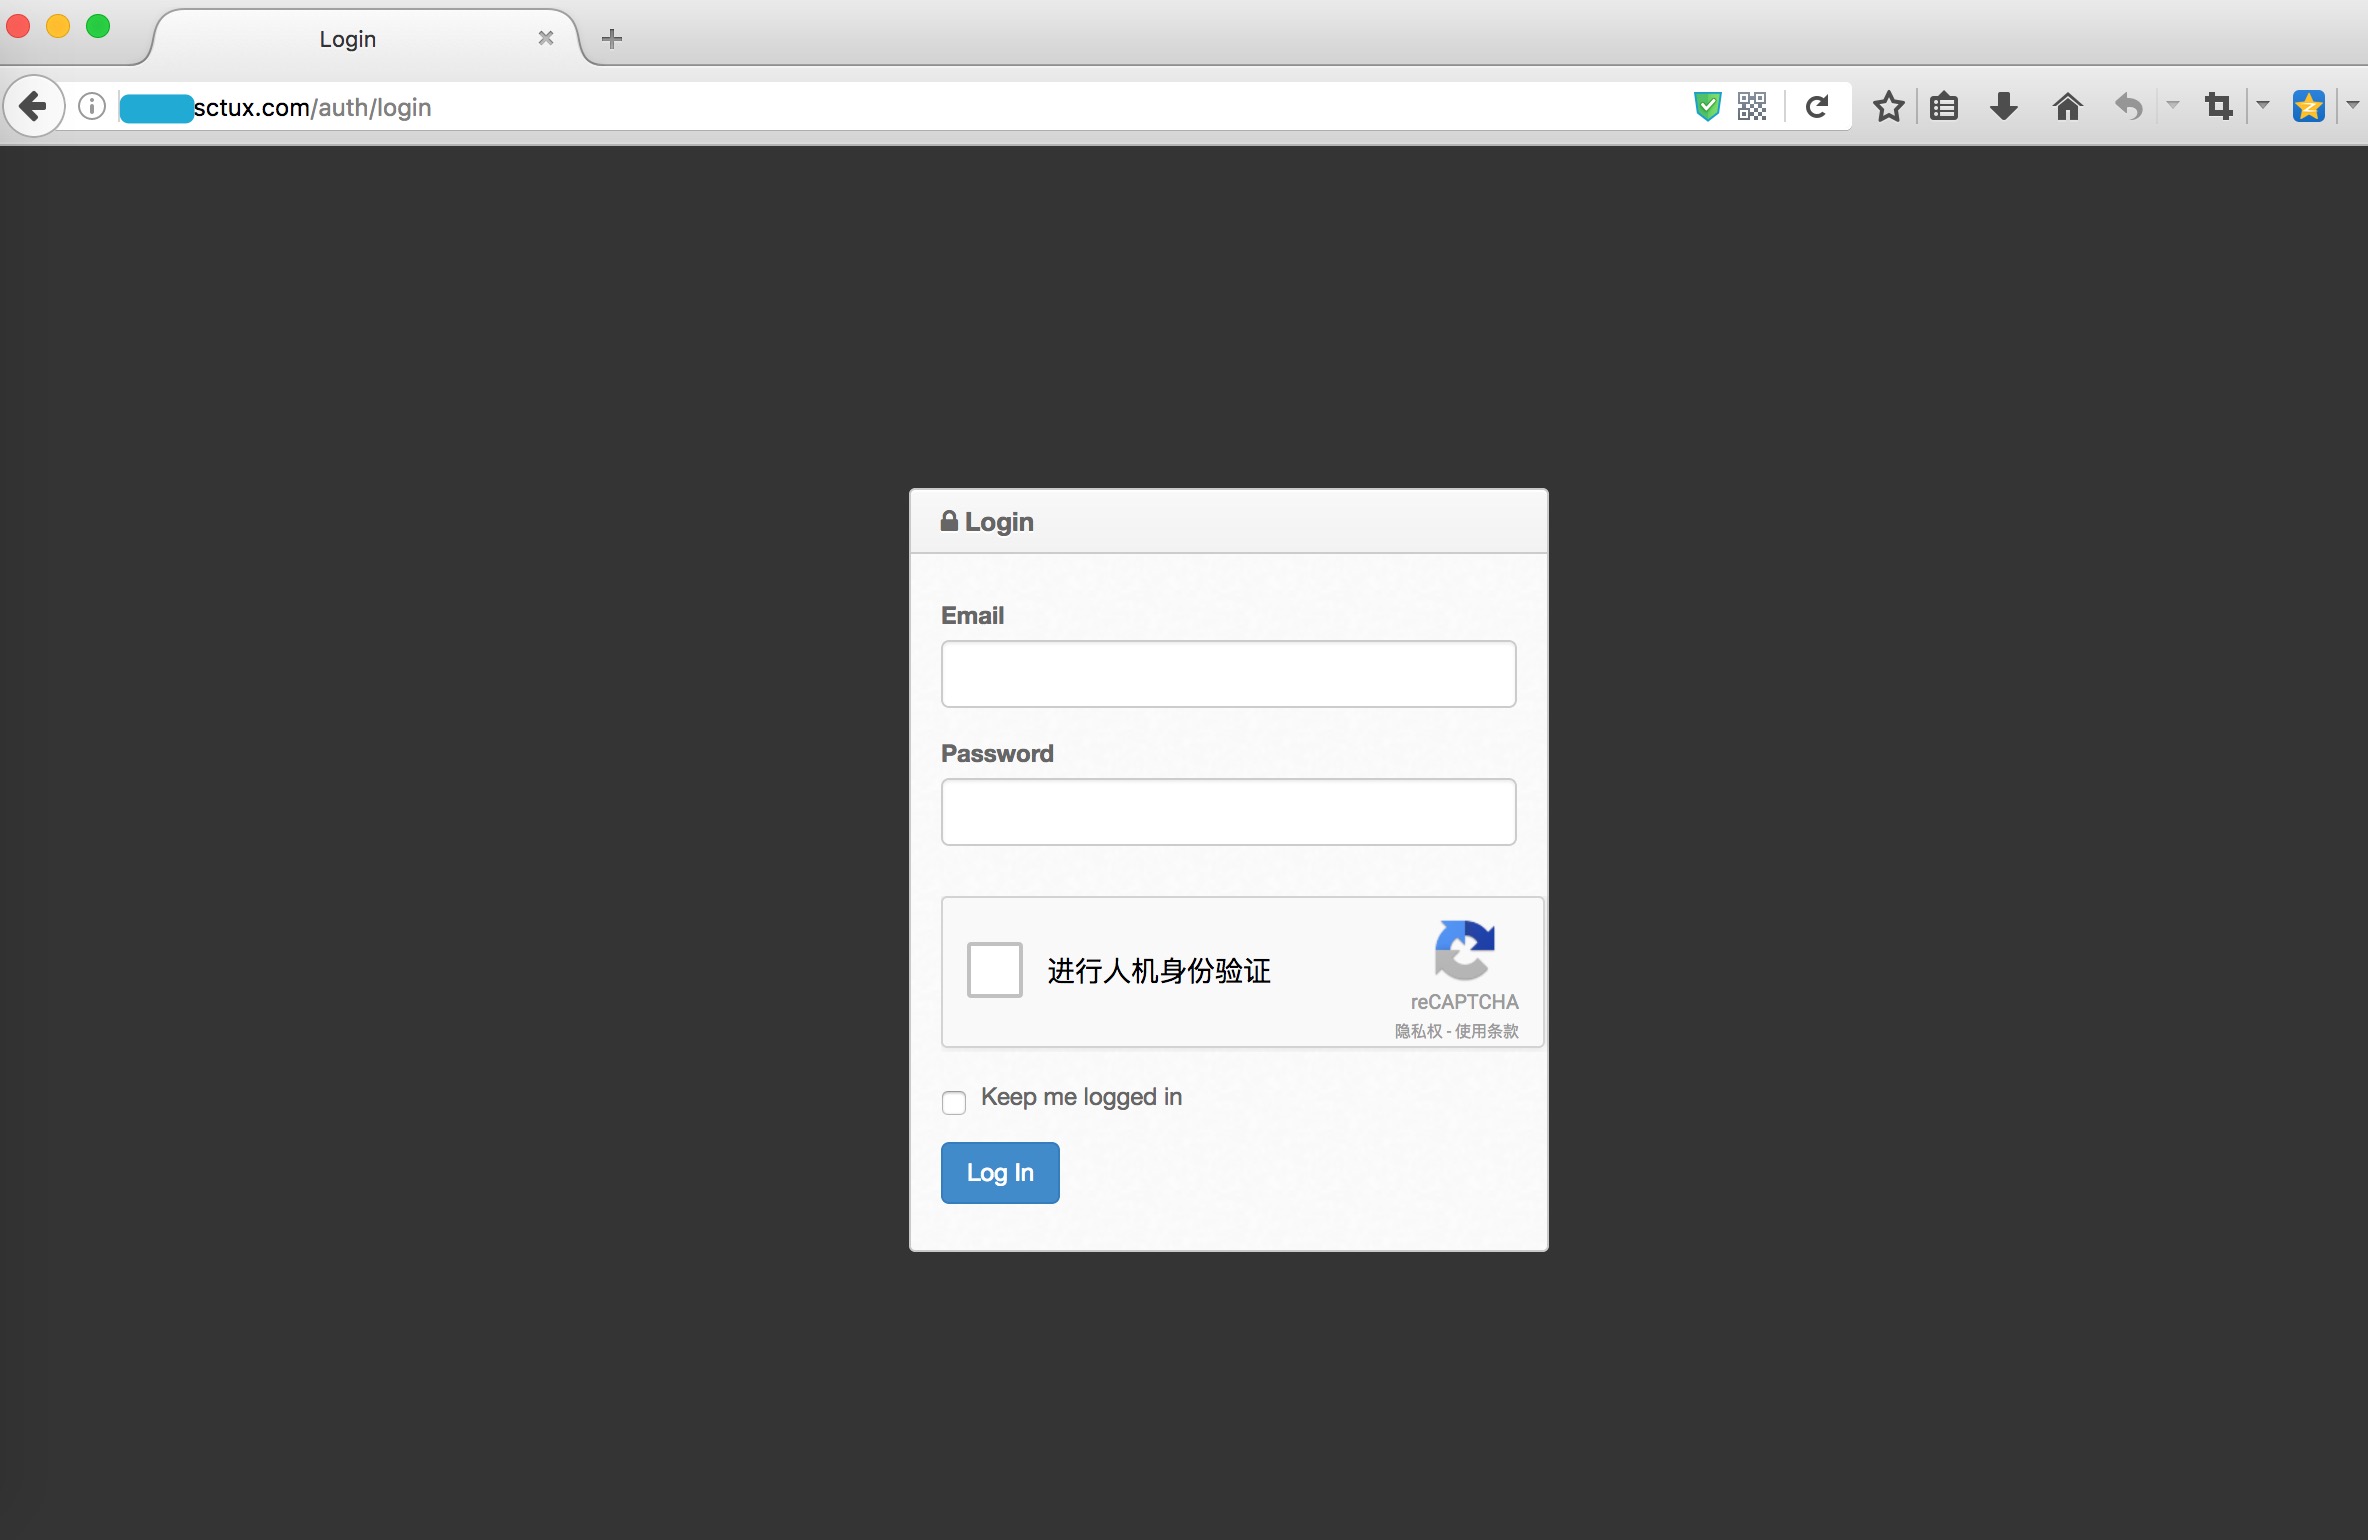 Login
sctux.com/auth/login
Login
Email
Password
进行人机身份验证
reCAPTCHA
隐私权 - 使用条款
Keep me logged in
Log In